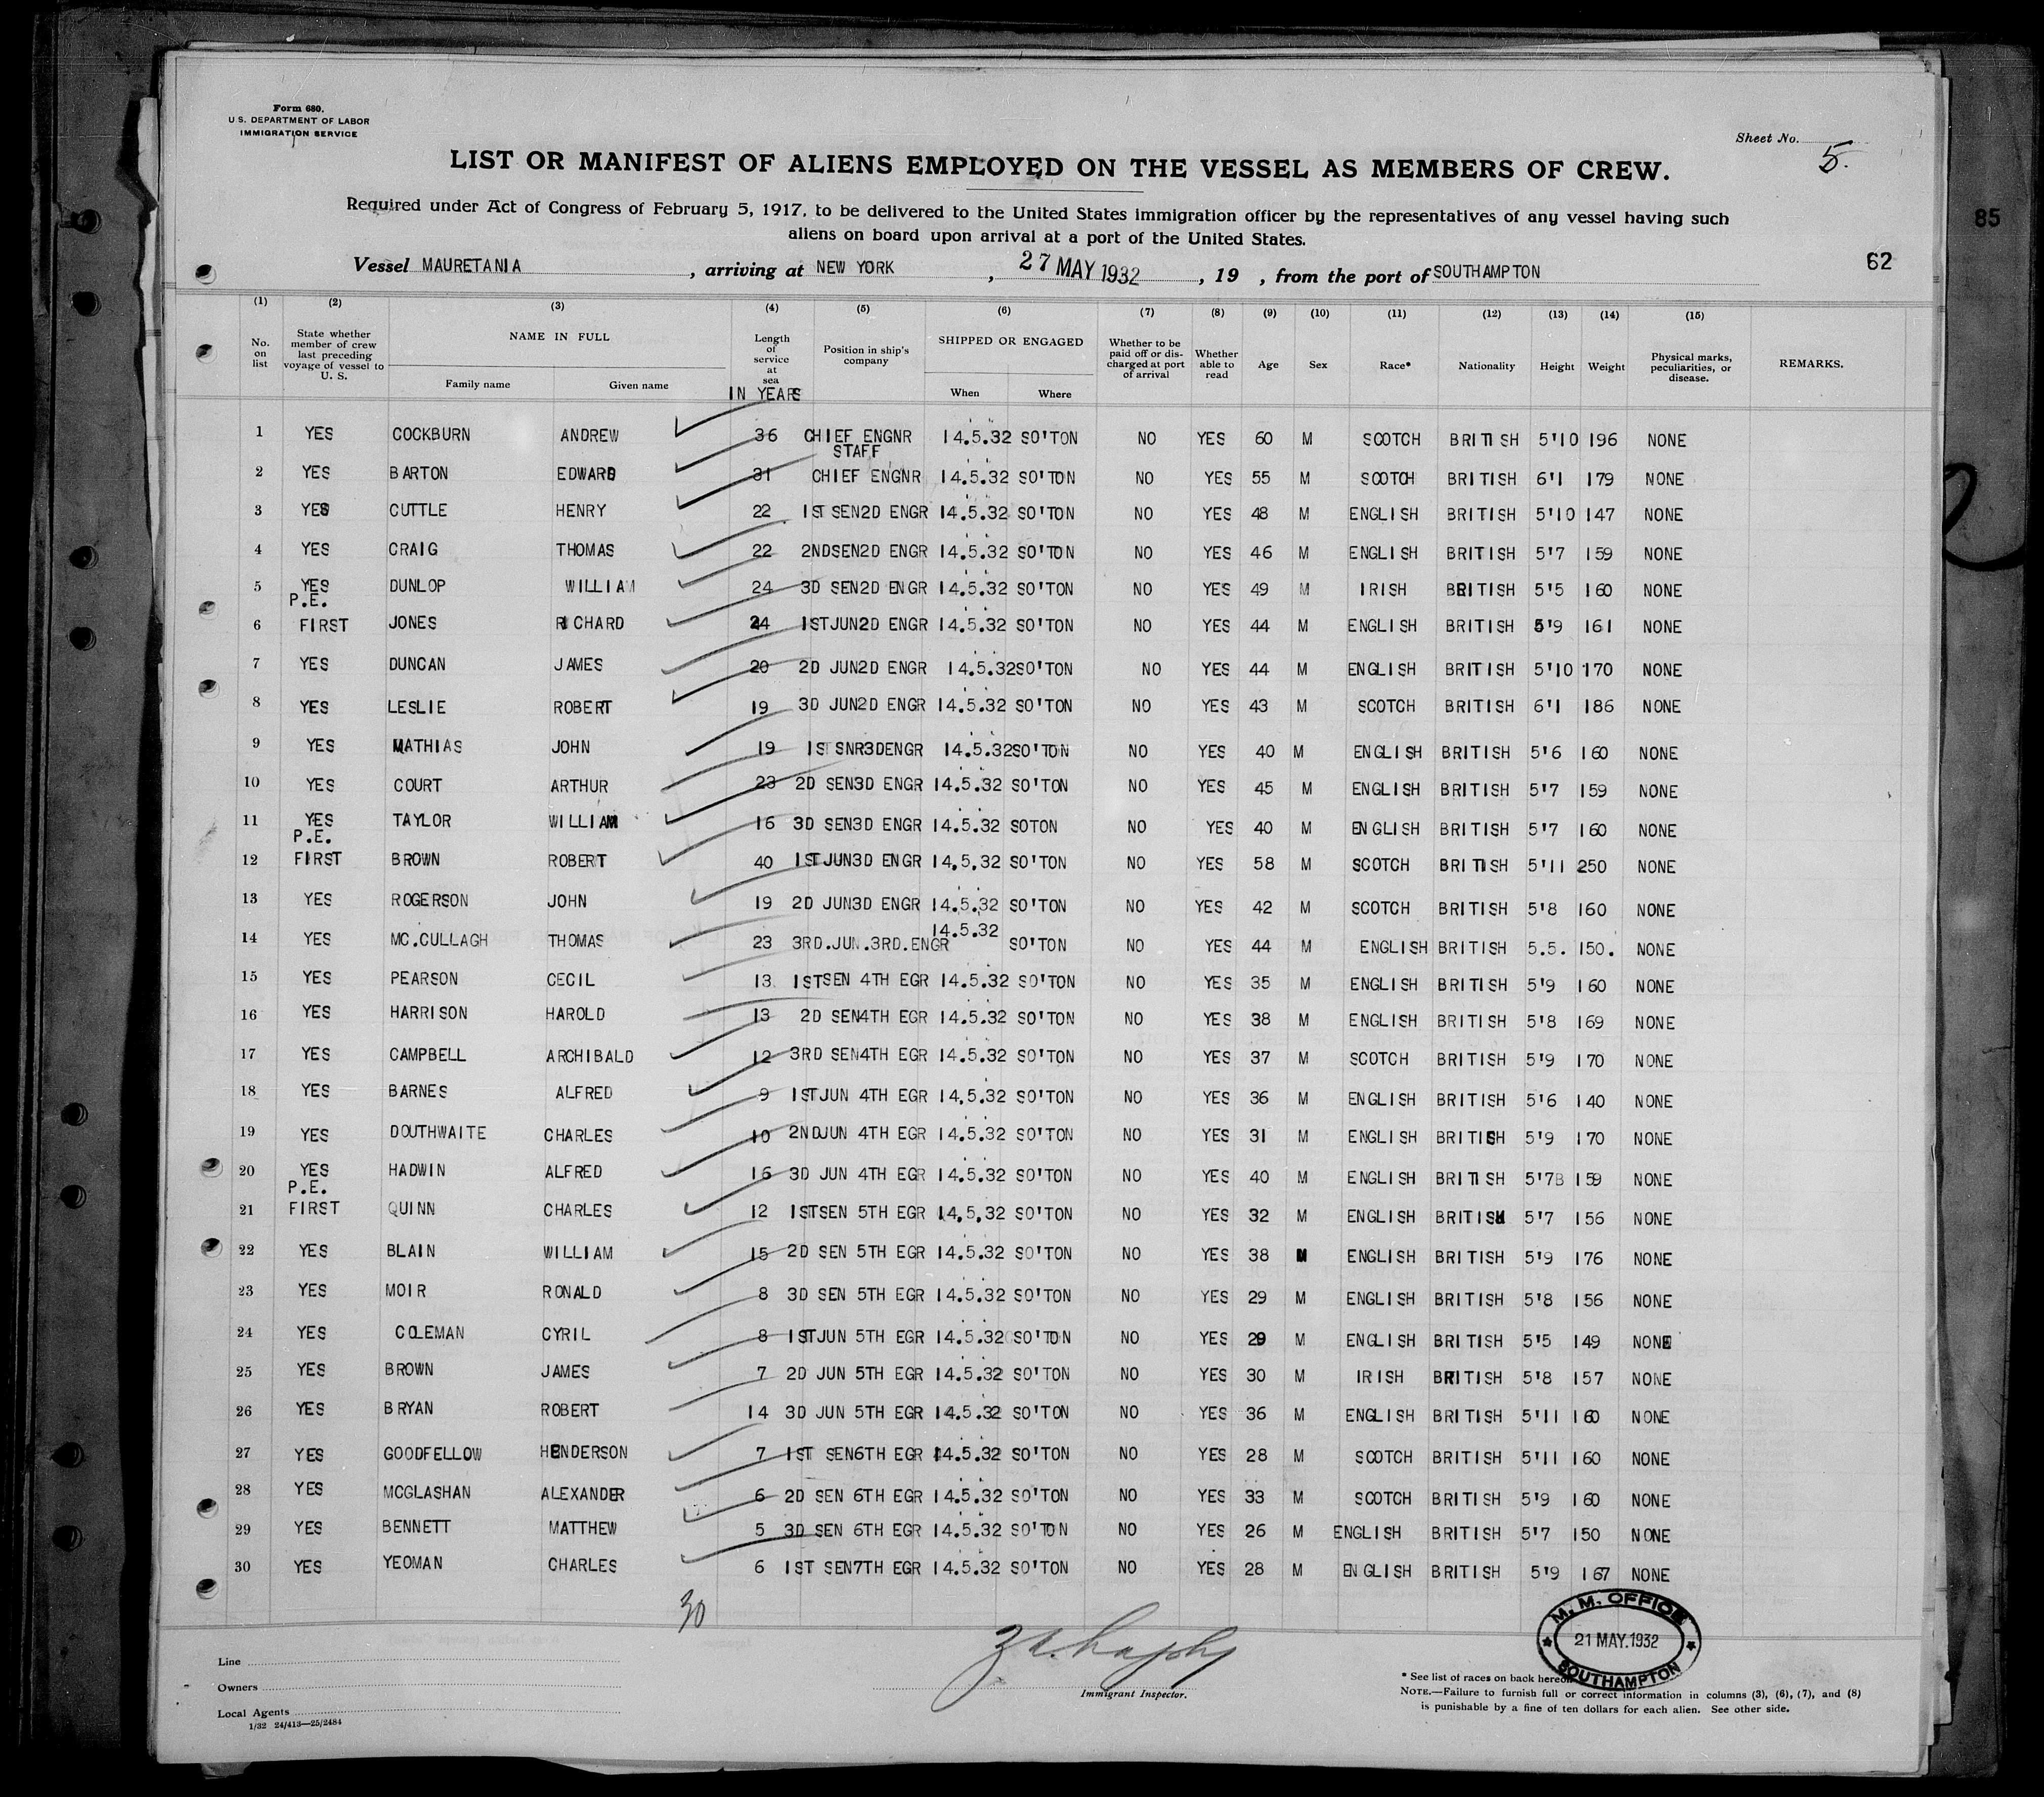 Form 680.
U. S. DEPARTMENT OF LABOR
IMMIGRATION SERVICE
Sheet No. 5.
LIST OR MANIFEST OF ALIENS EMPLOYED ON THE VESSEL AS MEMBERS OF CREW.
Required under Act of Congress of February 5, 1917, to be delivered to the United States immigration officer by the representatives of any vessel having such
aliens on board upon arrival at a port of the United States.
85
62
Vessel MAURETANIA, arriving at NEW YORK, 27 MAY 1932, 19 , from the port of SOUTHAMPTON
(1) (2) (3) (4) (5) (6) (7) (8) (9) (10) (11) (12) (13) (14) (15)
No. on list
State whether member of crew last preceding voyage of vessel to U. S.
NAME IN FULL
Family name Given name
Length of service at sea
IN YEARS
Position in ship's company
SHIPPED OR ENGAGED
When Where
Whether to be paid off or discharged at port of arrival
Whether able to read
Age Sex Race* Nationality Height Weight
Physical marks, peculiarities, or disease.
REMARKS.
1 YES COCKBURN ANDREW 36 CHIEF ENGNR 14.5.32 SO'TON NO YES 60 M SCOTCH BRITISH 5'10 196 NONE
STAFF
2 YES BARTON EDWARD 31 CHIEF ENGNR 14.5.32 SO'TON NO YES 55 M SCOTCH BRITISH 6'1 179 NONE
3 YES CUTTLE HENRY 22 1ST SEN2D ENGR 14.5.32 SO'TON NO YES 48 M ENGLISH BRITISH 5'10 147 NONE
4 YES CRAIG THOMAS 22 2NDSEN2D ENGR 14.5.32 SO'TON NO YES 46 M ENGLISH BRITISH 5'7 159 NONE
5 YES DUNLOP WILLIAM 24 3D SEN2D ENGR 14.5.32 SO'TON NO YES 49 M IRISH BRITISH 5'5 160 NONE
P.E.
6 FIRST JONES RICHARD 24 1STJUN2D ENGR 14.5.32 SO'TON NO YES 44 M ENGLISH BRITISH 5'9 161 NONE
7 YES DUNCAN JAMES 20 2D JUN2D ENGR 14.5.32SO'TON NO YES 44 M ENGLISH BRITISH 5'10 170 NONE
8 YES LESLIE ROBERT 19 3D JUN2D ENGR 14.5.32 SO'TON NO YES 43 M SCOTCH BRITISH 6'1 186 NONE
9 YES MATHIAS JOHN 19 1STSNR3DENGR 14.5.32SO'TON NO YES 40 M ENGLISH BRITISH 5'6 160 NONE
10 YES COURT ARTHUR 23 2D SEN3D ENGR 14.5.32 SO'TON NO YES 45 M ENGLISH BRITISH 5'7 159 NONE
11 YES TAYLOR WILLIAM 16 3D SEN3D ENGR 14.5.32 SOTON NO YES 40 M ENGLISH BRITISH 5'7 160 NONE
P.E.
12 FIRST BROWN ROBERT 40 1STJUN3D ENGR 14.5.32 SO'TON NO YES 58 M SCOTCH BRITISH 5'11 250 NONE
13 YES ROGERSON JOHN 19 2D JUN3D ENGR 14.5.32 SO'TON NO YES 42 M SCOTCH BRITISH 5'8 160 NONE
14 YES MC.CULLAGH THOMAS 23 3RD.JUN.3RD.ENGR 14.5.32 SO'TON NO YES 44 M ENGLISH BRITISH 5.5. 150. NONE
15 YES PEARSON CECIL 13 1STSEN 4TH EGR 14.5.32 SO'TON NO YES 35 M ENGLISH BRITISH 5'9 160 NONE
16 YES HARRISON HAROLD 13 2D SEN4TH EGR 14.5.32 SO'TON NO YES 38 M ENGLISH BRITISH 5'8 169 NONE
17 YES CAMPBELL ARCHIBALD 12 3RD SEN4TH EGR 14.5.32 SO'TON NO YES 37 M SCOTCH BRITISH 5'9 170 NONE
18 YES BARNES ALFRED 9 1STJUN 4TH EGR 14.5.32 SO'TON NO YES 36 M ENGLISH BRITISH 5'6 140 NONE
19 YES DOUTHWAITE CHARLES 10 2NDJUN 4TH EGR 14.5.32 SO'TON NO YES 31 M ENGLISH BRITISH 5'9 170 NONE
20 YES HADWIN ALFRED 16 3D JUN 4TH EGR 14.5.32 SO'TON NO YES 40 M ENGLISH BRITISH 5'7B 159 NONE
P.E.
21 FIRST QUINN CHARLES 12 1STSEN 5TH EGR 14.5.32 SO'TON NO YES 32 M ENGLISH BRITISH 5'7 156 NONE
22 YES BLAIN WILLIAM 15 2D SEN 5TH EGR 14.5.32 SO'TON NO YES 38 M ENGLISH BRITISH 5'9 176 NONE
23 YES MOIR RONALD 8 3D SEN 5TH EGR 14.5.32 SO'TON NO YES 29 M ENGLISH BRITISH 5'8 156 NONE
24 YES COLEMAN CYRIL 8 1STJUN 5TH EGR 14.5.32 SO'TON NO YES 29 M ENGLISH BRITISH 5'5 149 NONE
25 YES BROWN JAMES 7 2D JUN 5TH EGR 14.5.32 SO'TON NO YES 30 M IRISH BRITISH 5'8 157 NONE
26 YES BRYAN ROBERT 14 3D JUN 5TH EGR 14.5.32 SO'TON NO YES 36 M ENGLISH BRITISH 5'11 160 NONE
27 YES GOODFELLOW HENDERSON 7 1ST SEN6TH EGR 14.5.32 SO'TON NO YES 28 M SCOTCH BRITISH 5'11 160 NONE
28 YES MCGLASHAN ALEXANDER 6 2D SEN 6TH EGR 14.5.32 SO'TON NO YES 33 M SCOTCH BRITISH 5'9 160 NONE
29 YES BENNETT MATTHEW 5 3D SEN 6TH EGR 14.5.32 SO'TON NO YES 26 M ENGLISH BRITISH 5'7 150 NONE
30 YES YEOMAN CHARLES 6 1ST SEN7TH EGR 14.5.32 SO'TON NO YES 28 M ENGLISH BRITISH 5'9 167 NONE
30
M. M. OFFICE
21 MAY.1932
SOUTHAMPTON
Line
Owners
Local Agents
1/32 24/413—25/2484
Immigrant Inspector.
* See list of races on back hereof.
NOTE.—Failure to furnish full or correct information in columns (3), (6), (7), and (8)
is punishable by a fine of ten dollars for each alien. See other side.